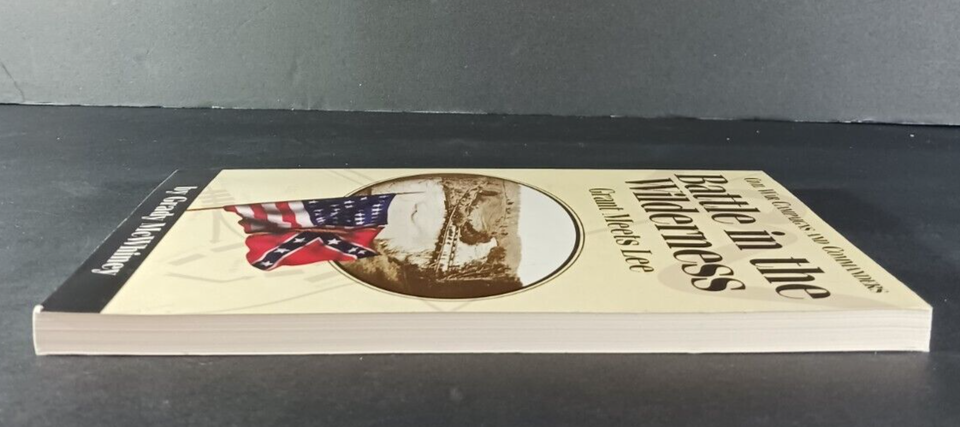 CIVIL WAR CAMPAIGNS AND COMMANDERS
Battle in the
Wilderness
Grant Meets Lee
by Grady McWhiney